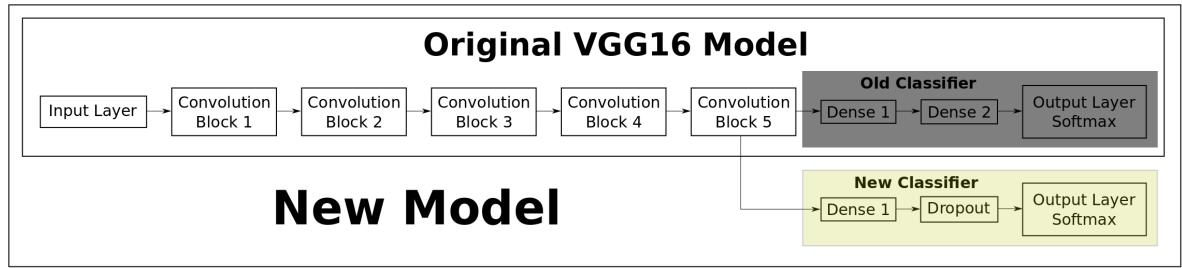 Original VGG16 Model
Input Layer
Convolution
Block 1
Convolution
Block 2
Convolution
Block 3
Convolution
Block 4
Convolution
Block 5
Old Classifier
Dense 1
Dense 2
Output Layer
Softmax
New Model
New Classifier
Dense 1
Dropout
Output Layer
Softmax